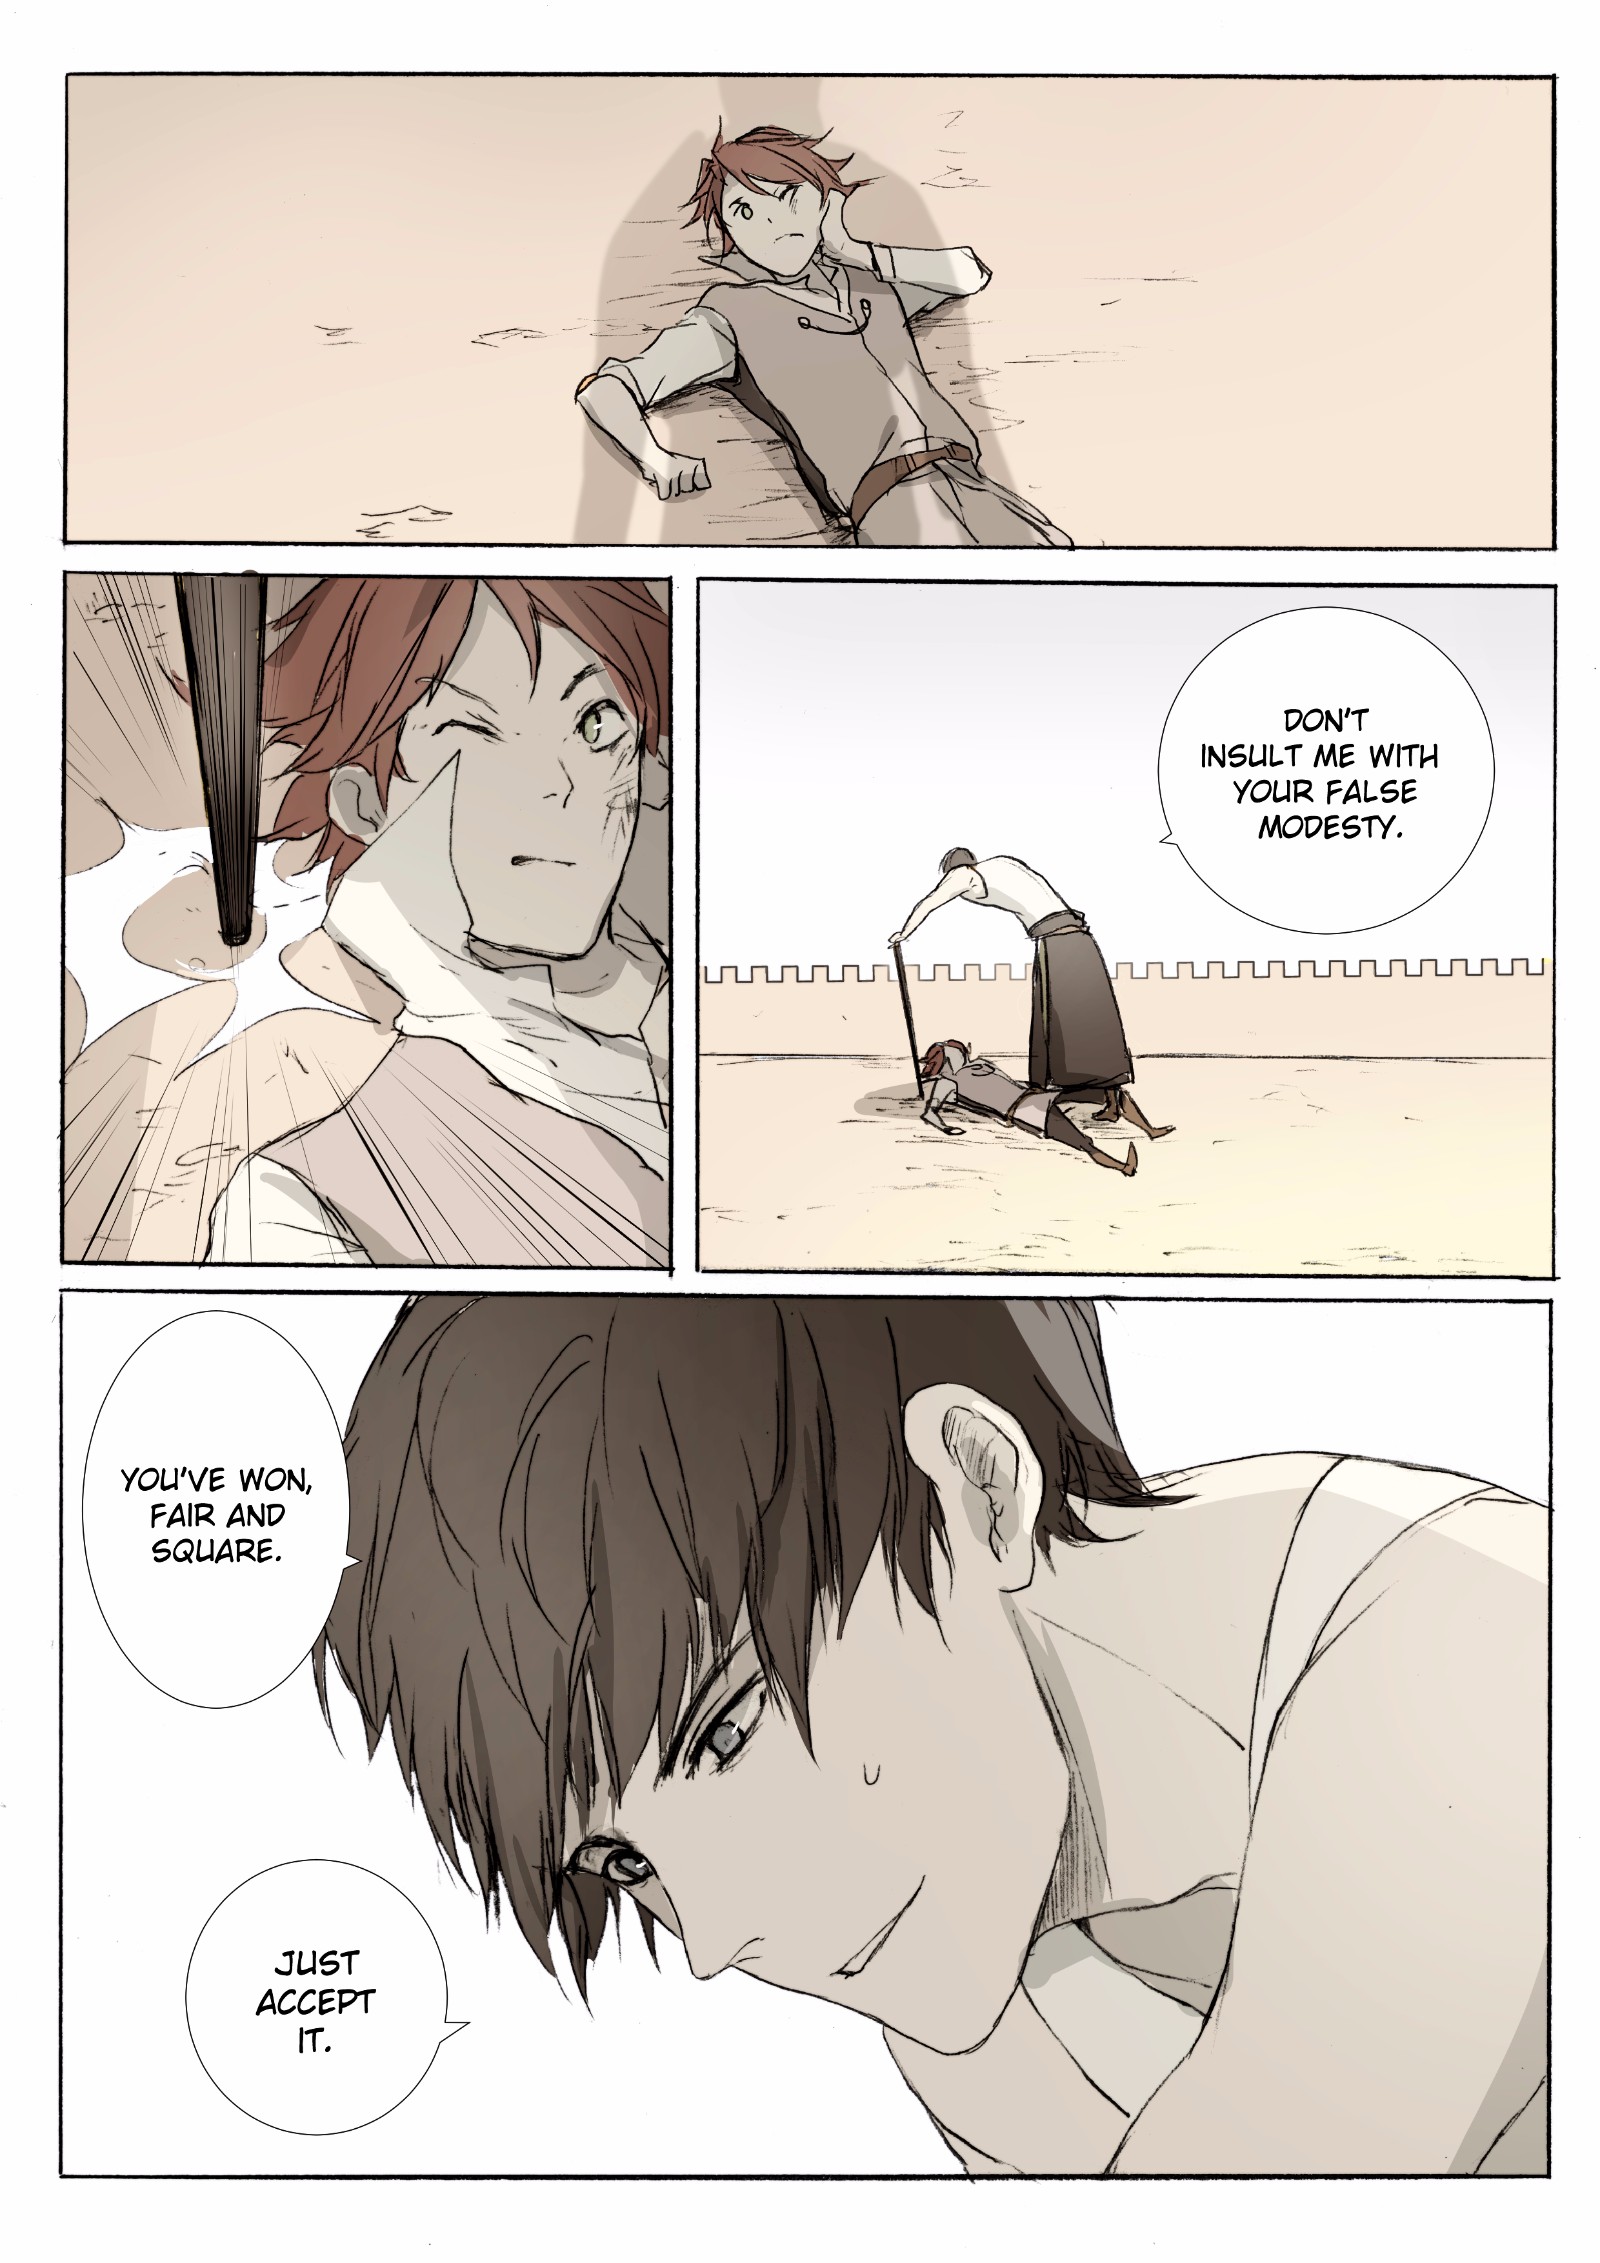 DON'T
INSULT ME WITH
YOUR FALSE
MODESTY.
YOU'VE WON,
FAIR AND
SQUARE.
JUST
ACCEPT
IT.